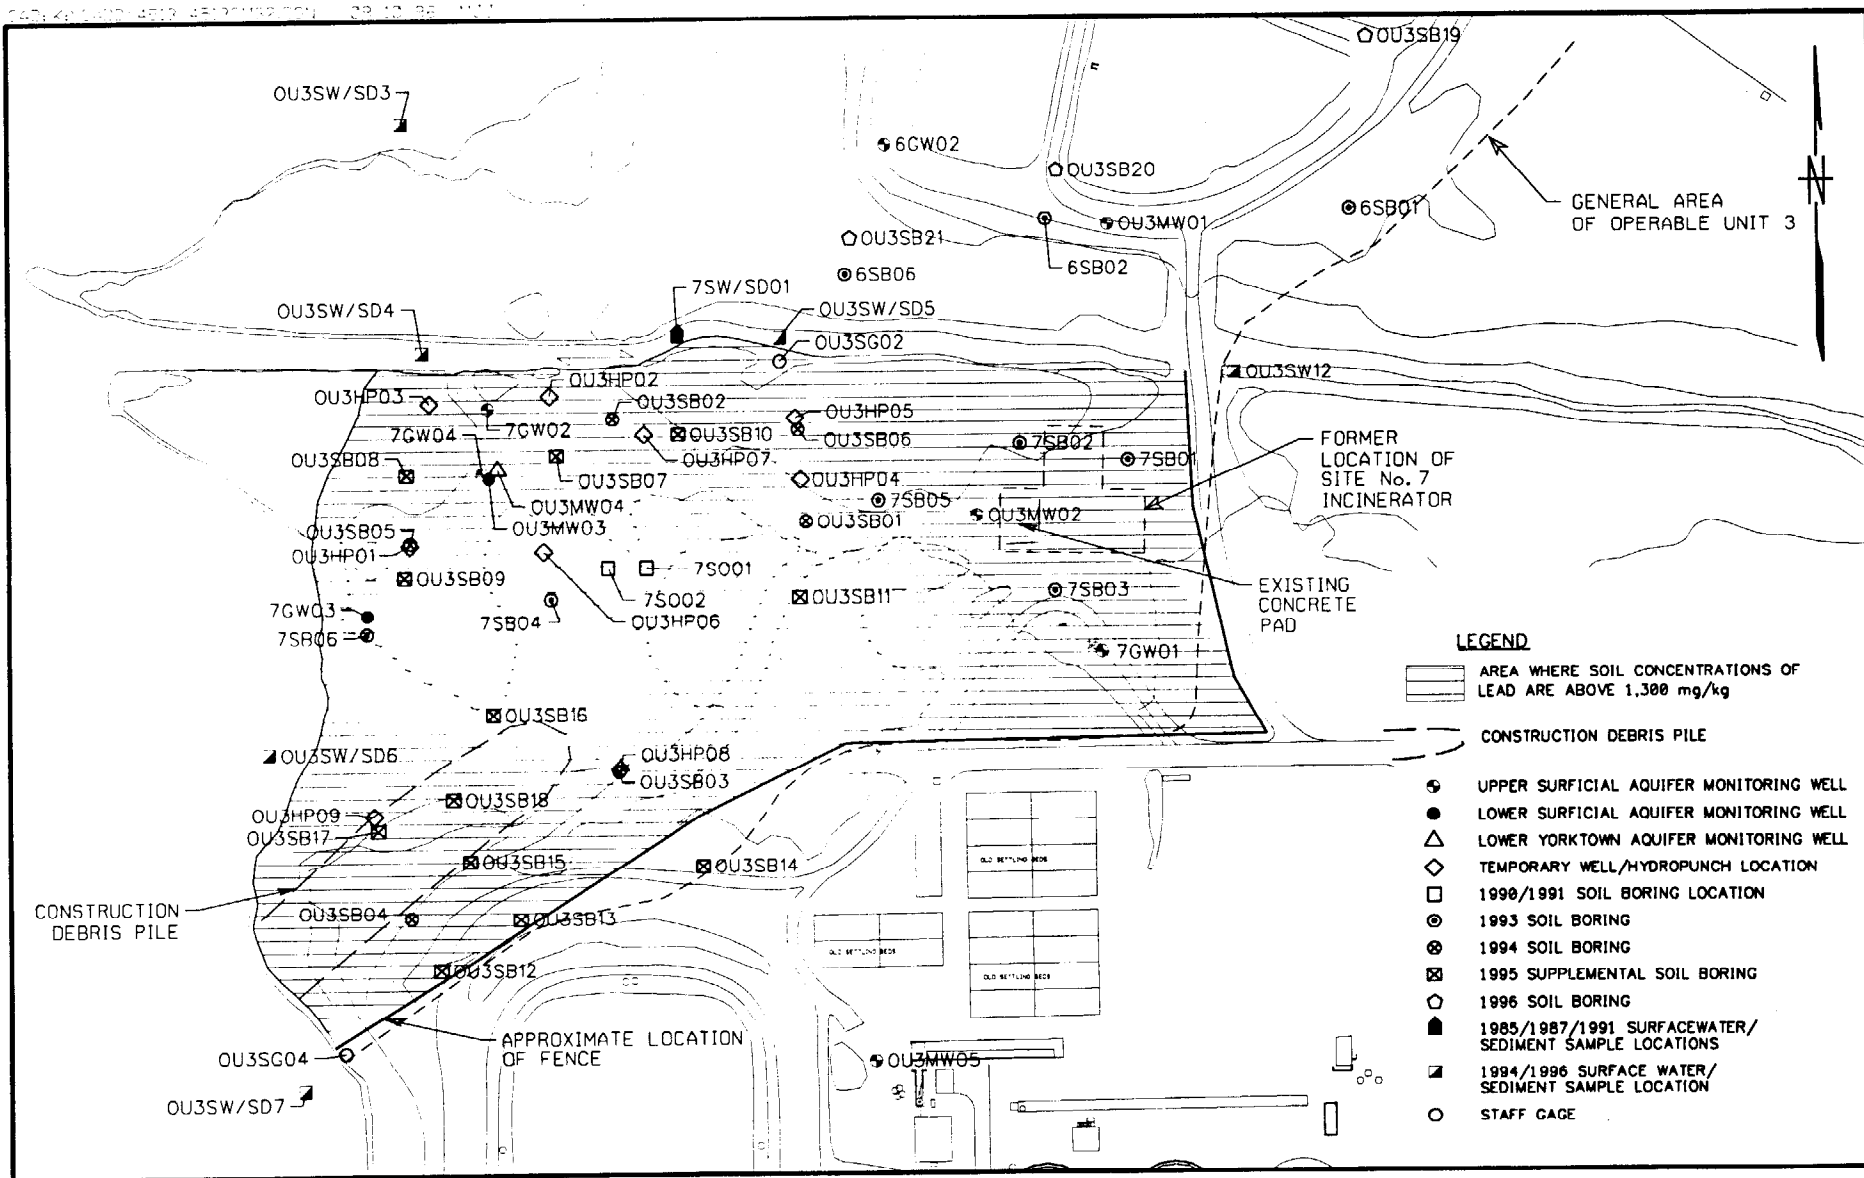 OU3SB19
OU3SW/SD3
6GW02
OU3SB20
GENERAL AREA
OF OPERABLE UNIT 3
N
6SB01
OU3MW01
OU3SB21
6SB02
6SB06
7SW/SD01
OU3SW/SD4
OU3SW/SD5
OU3SG02
OU3SW12
OU3HP02
OU3HP03
OU3SB02
OU3HP05
7GW02
7GW04
OU3SB10
OU3SB06
7SB02
OU3HP07
7SB01
FORMER
LOCATION OF
SITE No. 7
INCINERATOR
OU3SB08
OU3SB07
OU3HP04
7SB05
OU3MW04
OU3MW03
OU3SB01
OU3MW02
OU3SB05
OU3HP01
OU3SB09
7SO01
7SO02
OU3SB11
7SB03
EXISTING
CONCRETE
PAD
7GW03
7SB06
7SB04
OU3HP06
7GW01
LEGEND
AREA WHERE SOIL CONCENTRATIONS OF
LEAD ARE ABOVE 1,300 mg/kg
CONSTRUCTION DEBRIS PILE
UPPER SURFICIAL AQUIFER MONITORING WELL
LOWER SURFICIAL AQUIFER MONITORING WELL
LOWER YORKTOWN AQUIFER MONITORING WELL
TEMPORARY WELL/HYDROPUNCH LOCATION
1990/1991 SOIL BORING LOCATION
1993 SOIL BORING
1994 SOIL BORING
1995 SUPPLEMENTAL SOIL BORING
1996 SOIL BORING
1985/1987/1991 SURFACEWATER/
SEDIMENT SAMPLE LOCATIONS
1994/1996 SURFACE WATER/
SEDIMENT SAMPLE LOCATION
STAFF GAGE
OU3SB16
OU3SW/SD6
OU3HP08
OU3SB03
OU3SB18
OU3HP09
OU3SB17
OU3SB15
OU3SB14
OLD SETTLING BEDS
CONSTRUCTION
DEBRIS PILE
OU3SB04
OU3SB13
OLD SETTLING BEDS
OLD SETTLING BEDS
OU3SB12
APPROXIMATE LOCATION
OF FENCE
OU3SG04
OU3MW05
OU3SW/SD7